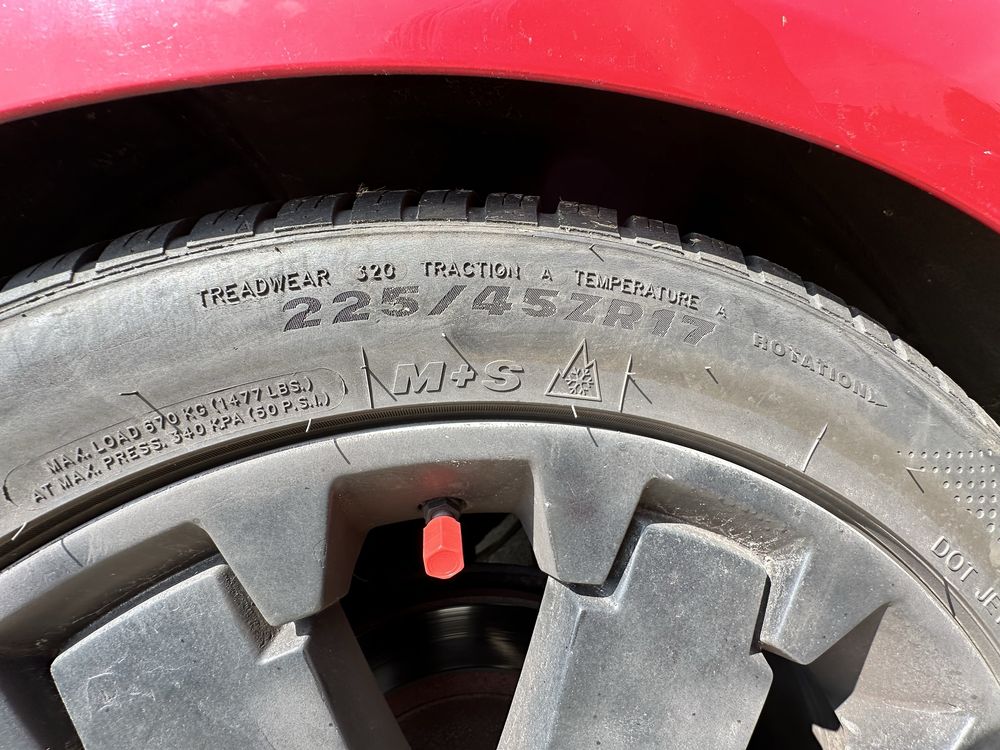 TREADWEAR 320 TRACTION A TEMPERATURE A
225/45ZR17
ROTATION
M+S
MAX. LOAD 670 KG (1477 LBS.)
AT MAX. PRESS. 340 KPA (50 P.S.I.)
DOT JE